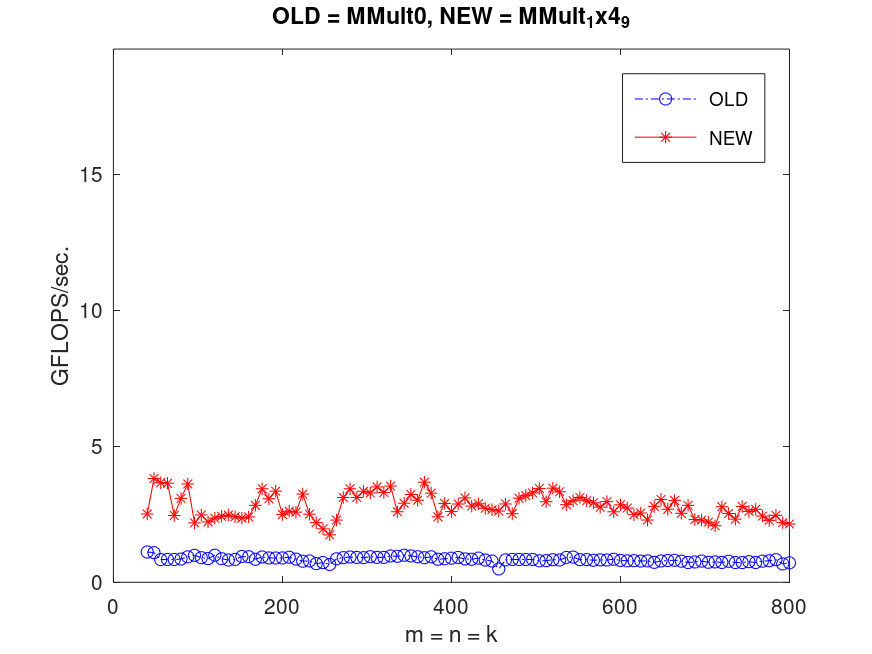 OLD = MMult0, NEW = MMult₁x4₉
OLD
NEW
15
10
5
0
GFLOPS/sec.
0 200 400 600 800
m = n = k